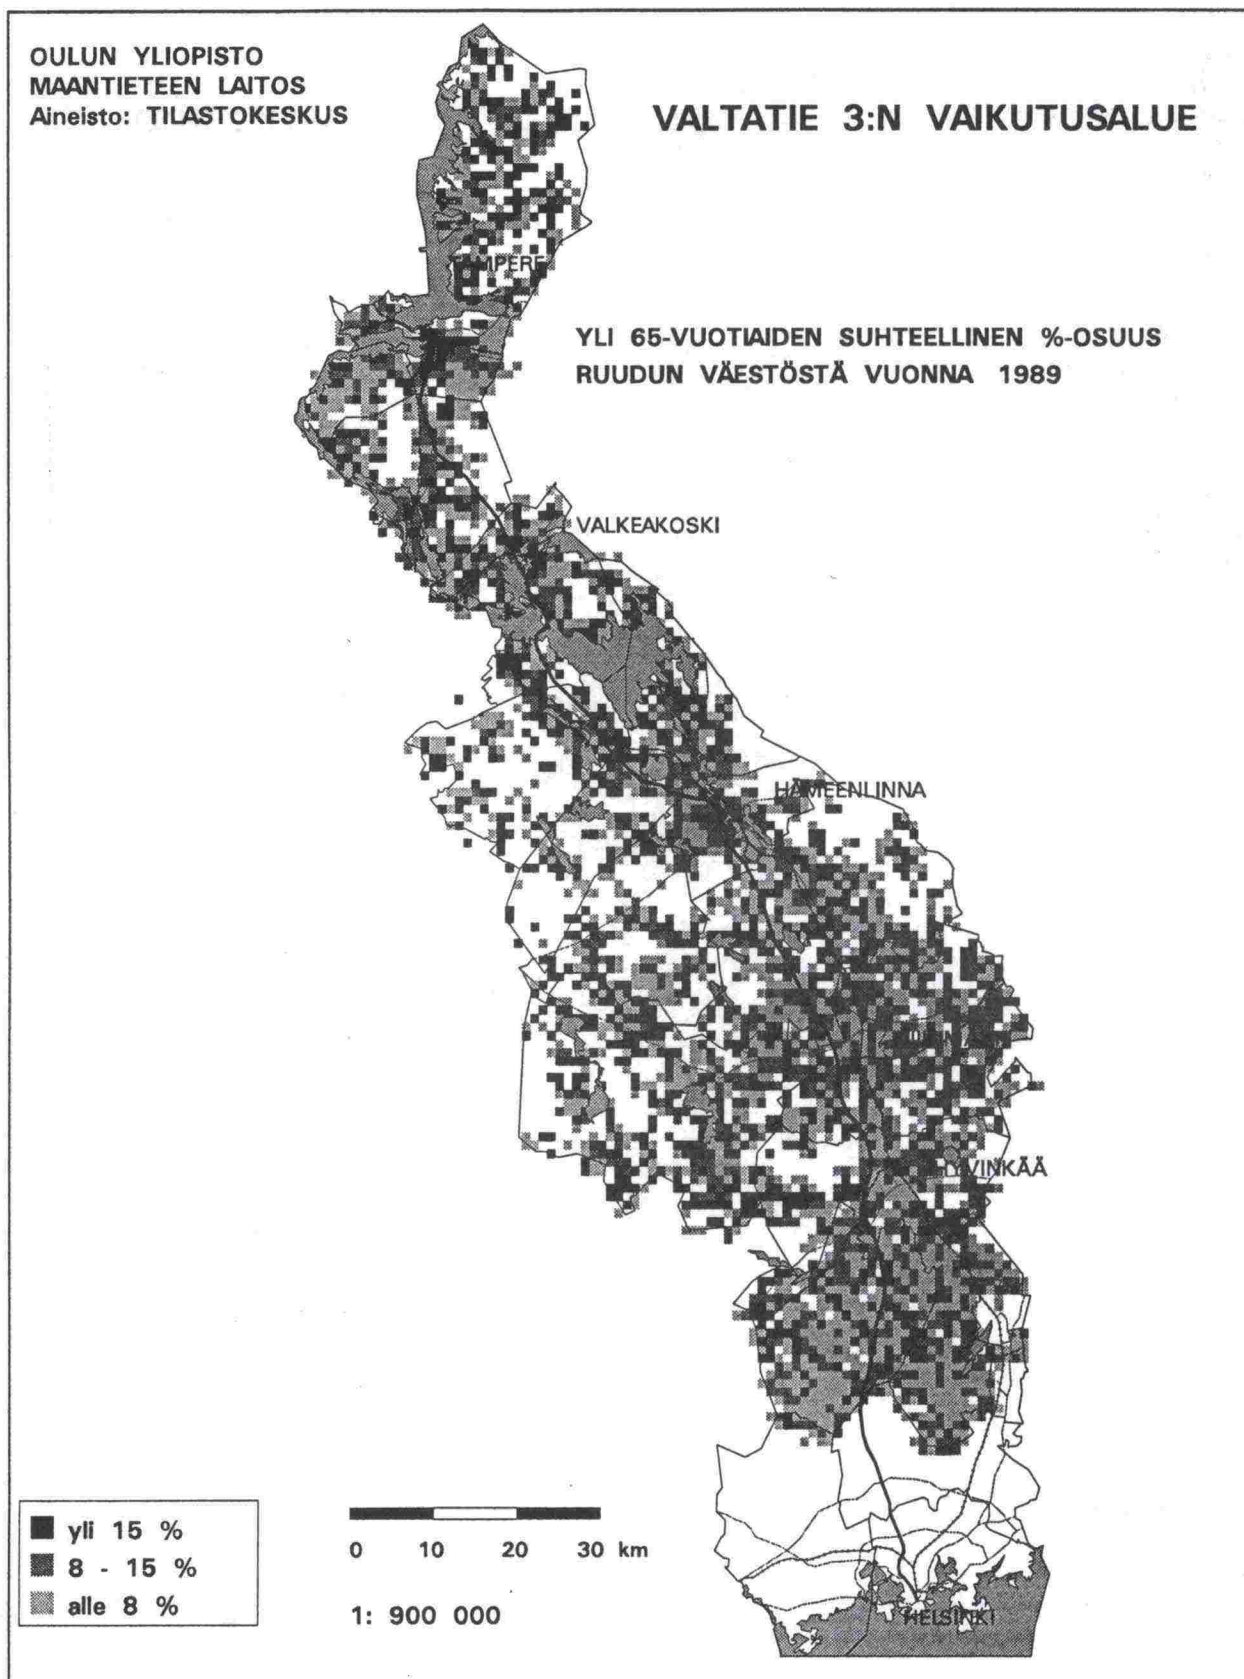 OULUN YLIOPISTO
MAANTIETEEN LAITOS
Aineisto: TILASTOKESKUS
VALTATIE 3:N VAIKUTUSALUE
TAMPERE
YLI 65-VUOTIAIDEN SUHTEELLINEN %-OSUUS
RUUDUN VÄESTÖSTÄ VUONNA 1989
VALKEAKOSKI
HÄMEENLINNA
HYVINKÄÄ
yli 15 %
8 - 15 %
alle 8 %
0 10 20 30 km
1: 900 000
HELSINKI